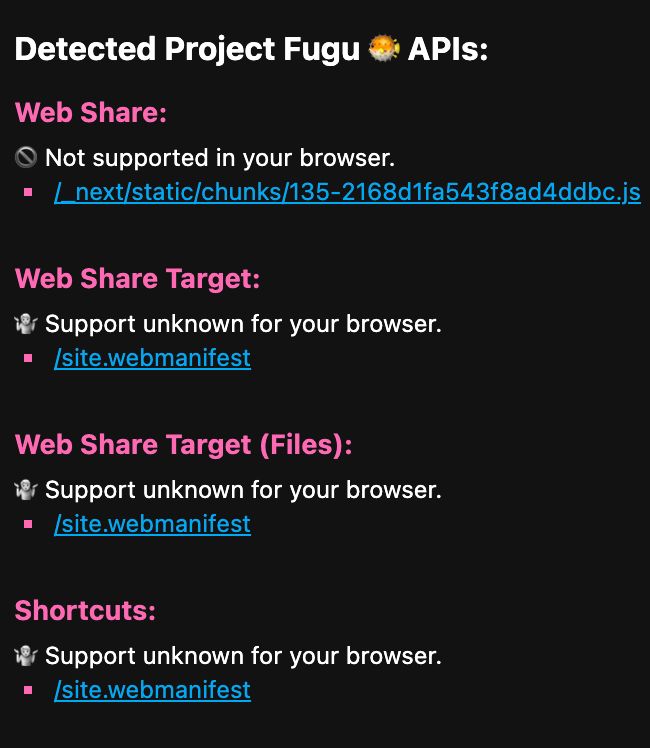 Detected Project Fugu 🐡 APIs:
Web Share:
🚫 Not supported in your browser.
▪ /_next/static/chunks/135-2168d1fa543f8ad4ddbc.js
Web Share Target:
🤷 Support unknown for your browser.
▪ /site.webmanifest
Web Share Target (Files):
🤷 Support unknown for your browser.
▪ /site.webmanifest
Shortcuts:
🤷 Support unknown for your browser.
▪ /site.webmanifest